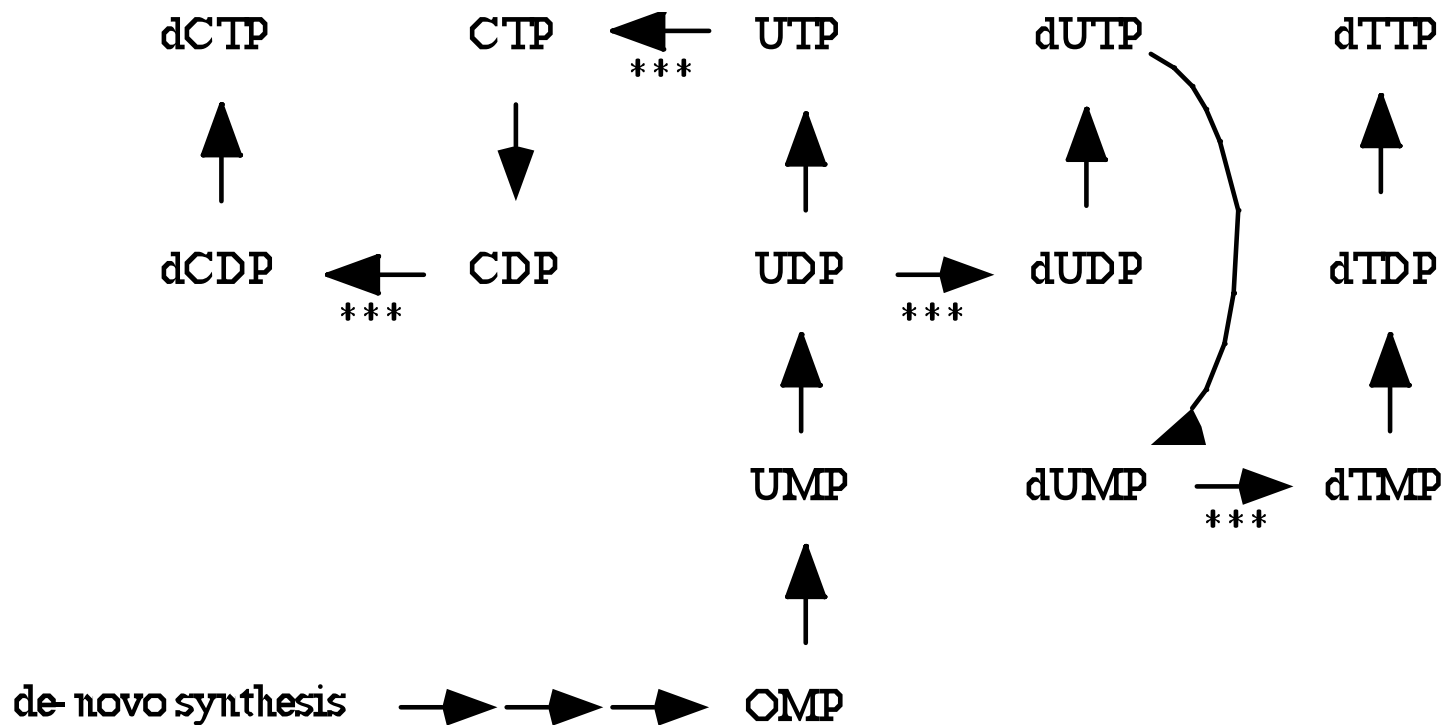 dCTP CTP UTP dUTP dTTP
***
dCDP CDP UDP dUDP dTDP
*** ***
UMP dUMP dTMP
***
de-novo synthesis OMP